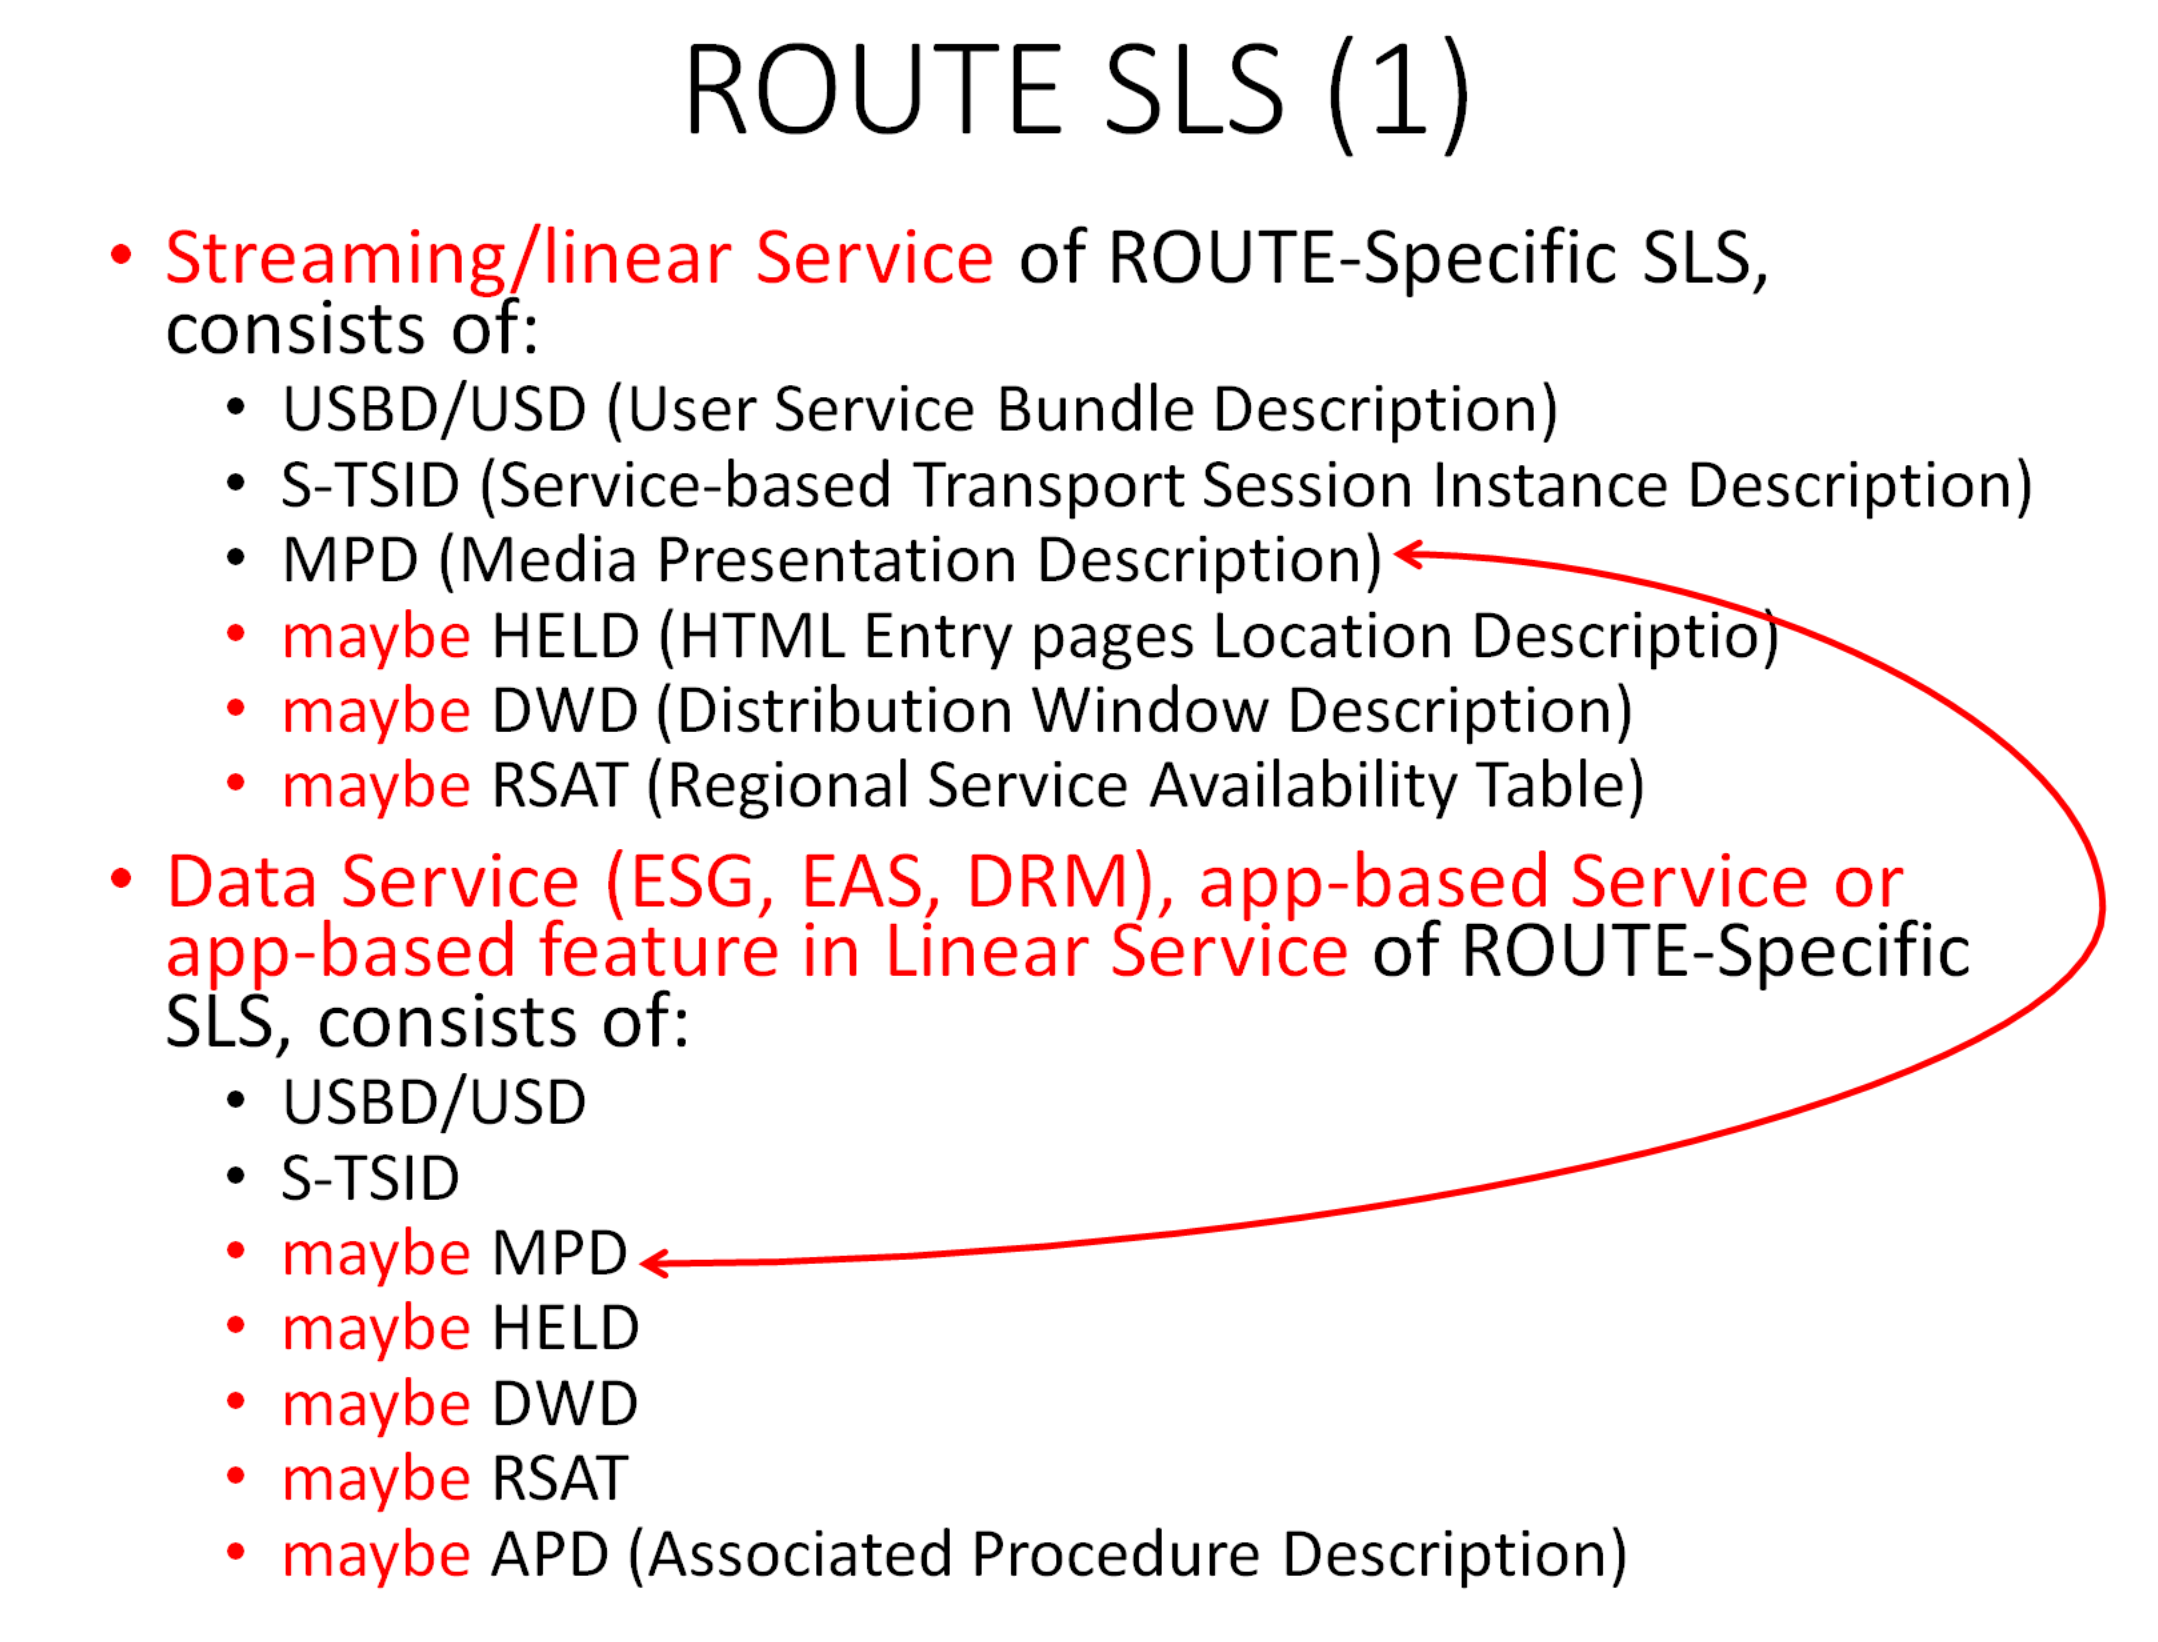 ROUTE SLS (1)
• Streaming/linear Service of ROUTE-Specific SLS,
consists of:
• USBD/USD (User Service Bundle Description)
• S-TSID (Service-based Transport Session Instance Description)
• MPD (Media Presentation Description)
• maybe HELD (HTML Entry pages Location Descriptio)
• maybe DWD (Distribution Window Description)
• maybe RSAT (Regional Service Availability Table)
• Data Service (ESG, EAS, DRM), app-based Service or
app-based feature in Linear Service of ROUTE-Specific
SLS, consists of:
• USBD/USD
• S-TSID
• maybe MPD
• maybe HELD
• maybe DWD
• maybe RSAT
• maybe APD (Associated Procedure Description)